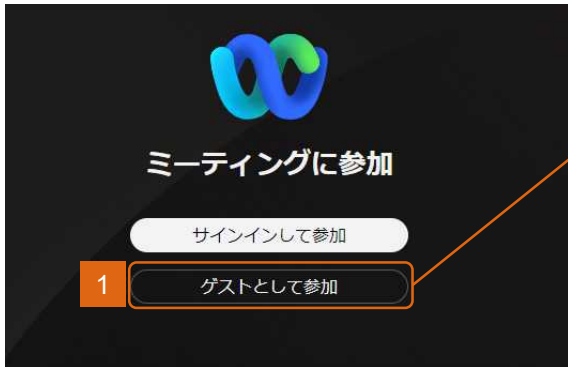 ミーティングに参加
サインインして参加
1
ゲストとして参加